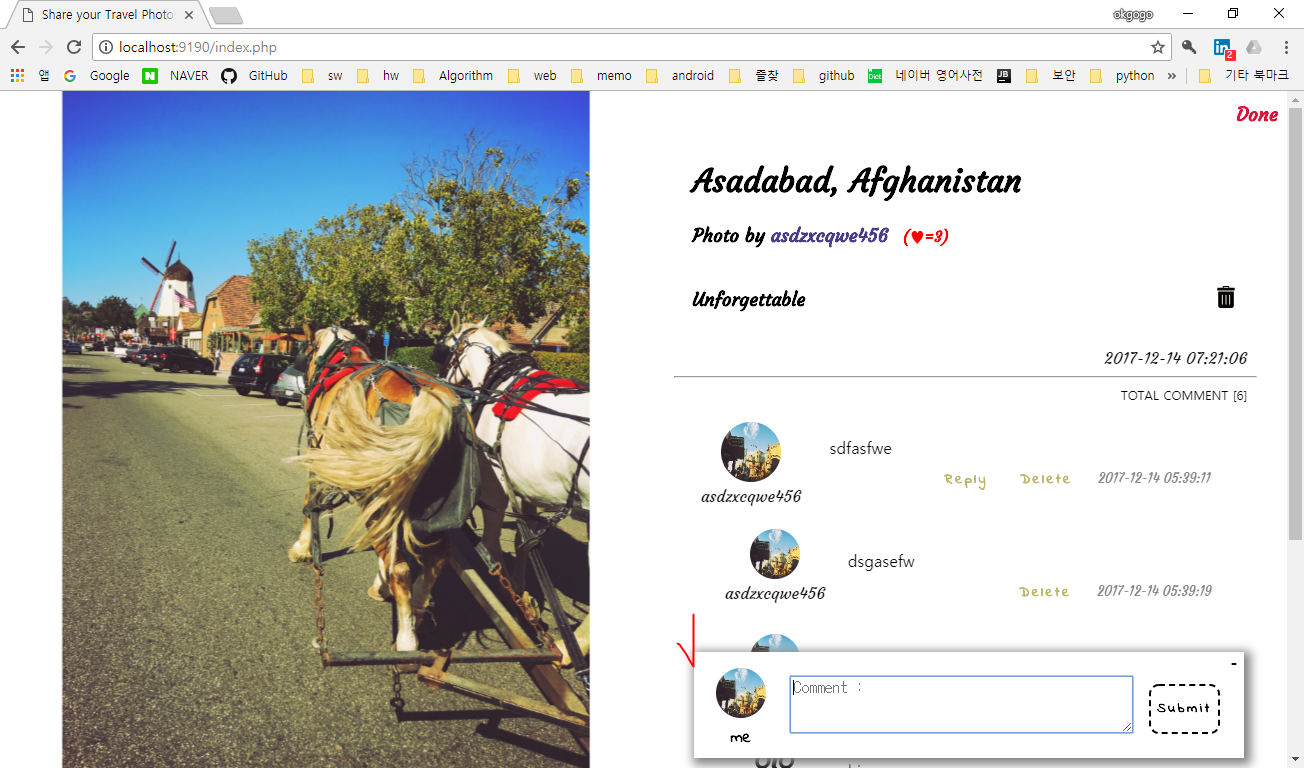 Share your Travel Photo
okgogo
localhost:9190/index.php
2
앱 Google NAVER GitHub sw hw Algorithm web memo android 즐찾 github 네이버 영어사전 보안 python » 기타 북마크
Done
Asadabad, Afghanistan
Photo by asdzxcqwe456 (♥=3)
Unforgettable
2017-12-14 07:21:06
TOTAL COMMENT [6]
sdfasfwe
Reply Delete 2017-12-14 05:39:11
asdzxcqwe456
dsgasefw
Delete 2017-12-14 05:39:19
asdzxcqwe456
-
Comment :
Submit
me